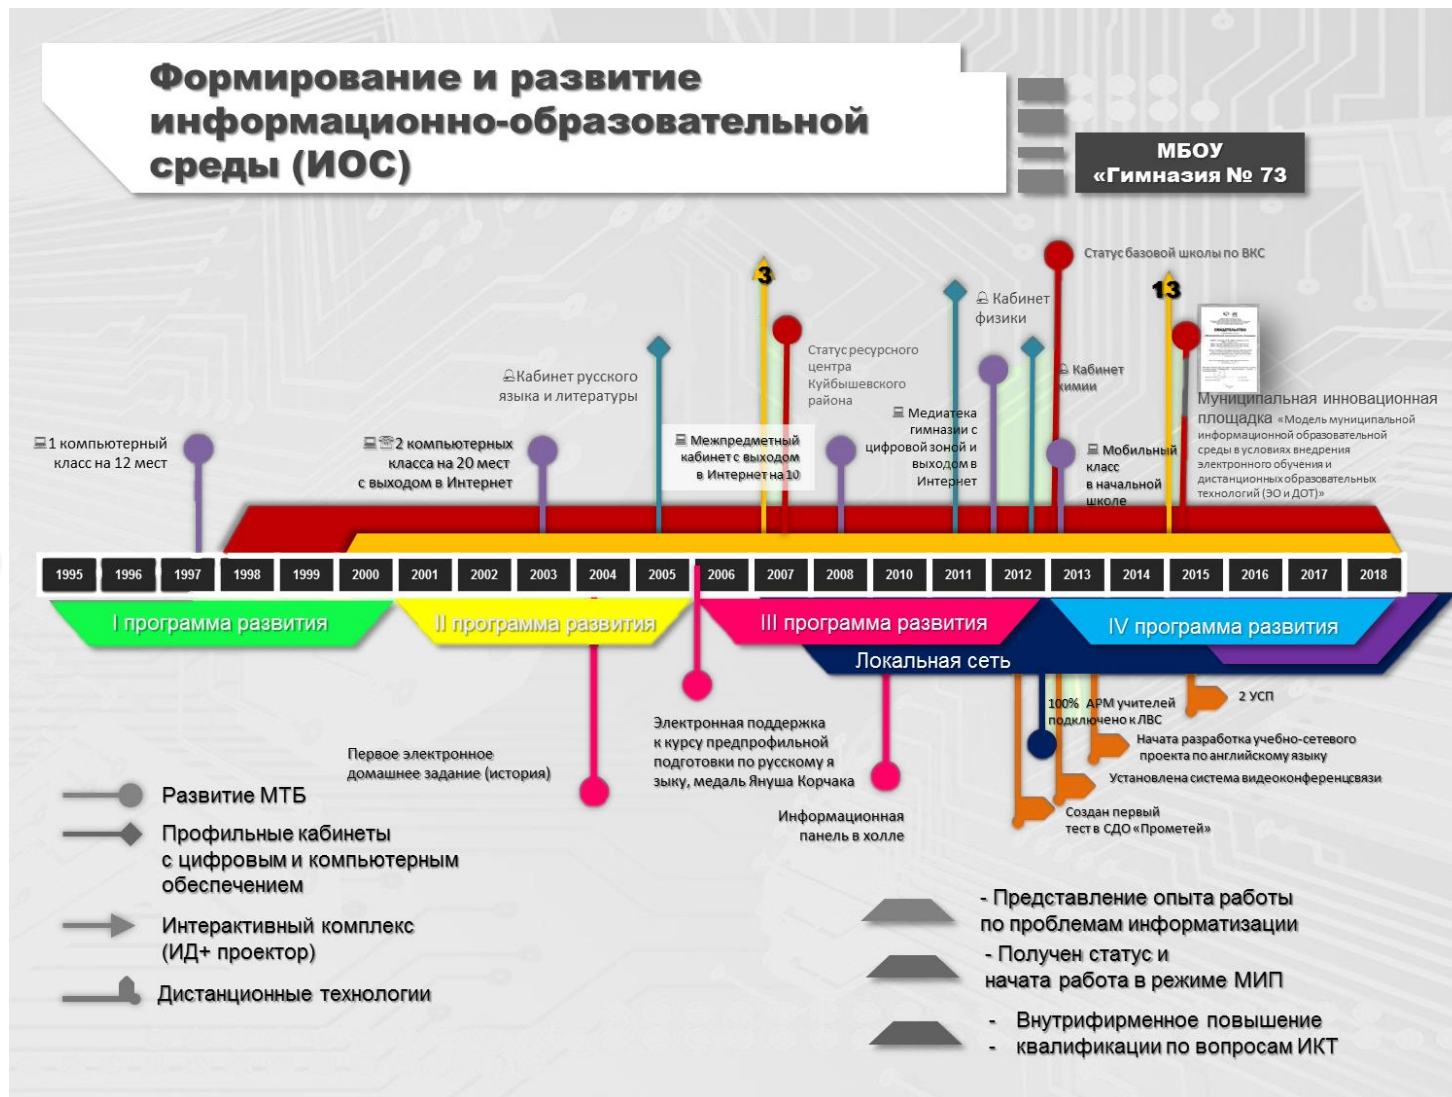 Формирование и развитие
информационно-образовательной
среды (ИОС)
МБОУ
«Гимназия № 73
Статус базовой школы по ВКС
3
13
Кабинет
физики
Статус ресурсного
центра
Куйбышевского
района
Кабинет русского
языка и литературы
Кабинет
химии
Муниципальная инновационная
площадка «Модель муниципальной
информационной образовательной
среды в условиях внедрения
электронного обучения и
дистанционных образовательных
технологий (ЭО и ДОТ)»
1 компьютерный
класс на 12 мест
2 компьютерных
класса на 20 мест
с выходом в Интернет
Межпредметный
кабинет с выходом
в Интернет на 10
Медиатека
гимназии с
цифровой зоной и
выходом в
Интернет
Мобильный
класс
в начальной
школе
1995 1996 1997 1998 1999 2000 2001 2002 2003 2004 2005 2006 2007 2008 2010 2011 2012 2013 2014 2015 2016 2017 2018
I программа развития
II программа развития
III программа развития
IV программа развития
Локальная сеть
2 УСП
100% АРМ учителей
подключено к ЛВС
Начата разработка учебно-сетевого
проекта по английскому языку
Установлена система видеоконференцсвязи
Создан первый
тест в СДО «Прометей»
Электронная поддержка
к курсу предпрофильной
подготовки по русскому я
зыку, медаль Януша Корчака
Первое электронное
домашнее задание (история)
Информационная
панель в холле
Развитие МТБ
Профильные кабинеты
с цифровым и компьютерным
обеспечением
Интерактивный комплекс
(ИД+ проектор)
Дистанционные технологии
- Представление опыта работы
по проблемам информатизации
- Получен статус и
начата работа в режиме МИП
- Внутрифирменное повышение
- квалификации по вопросам ИКТ